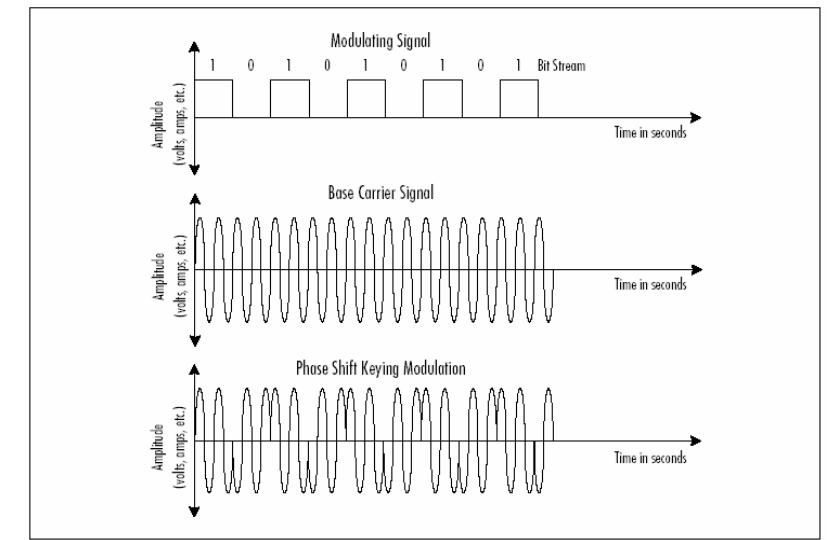 Modulating Signal
1 0 1 0 1 0 1 0 1 Bit Stream
Amplitude
(volts, amps, etc.)
Time in seconds
Base Carrier Signal
Amplitude
(volts, amps, etc.)
Time in seconds
Phase Shift Keying Modulation
Amplitude
(volts, amps, etc.)
Time in seconds